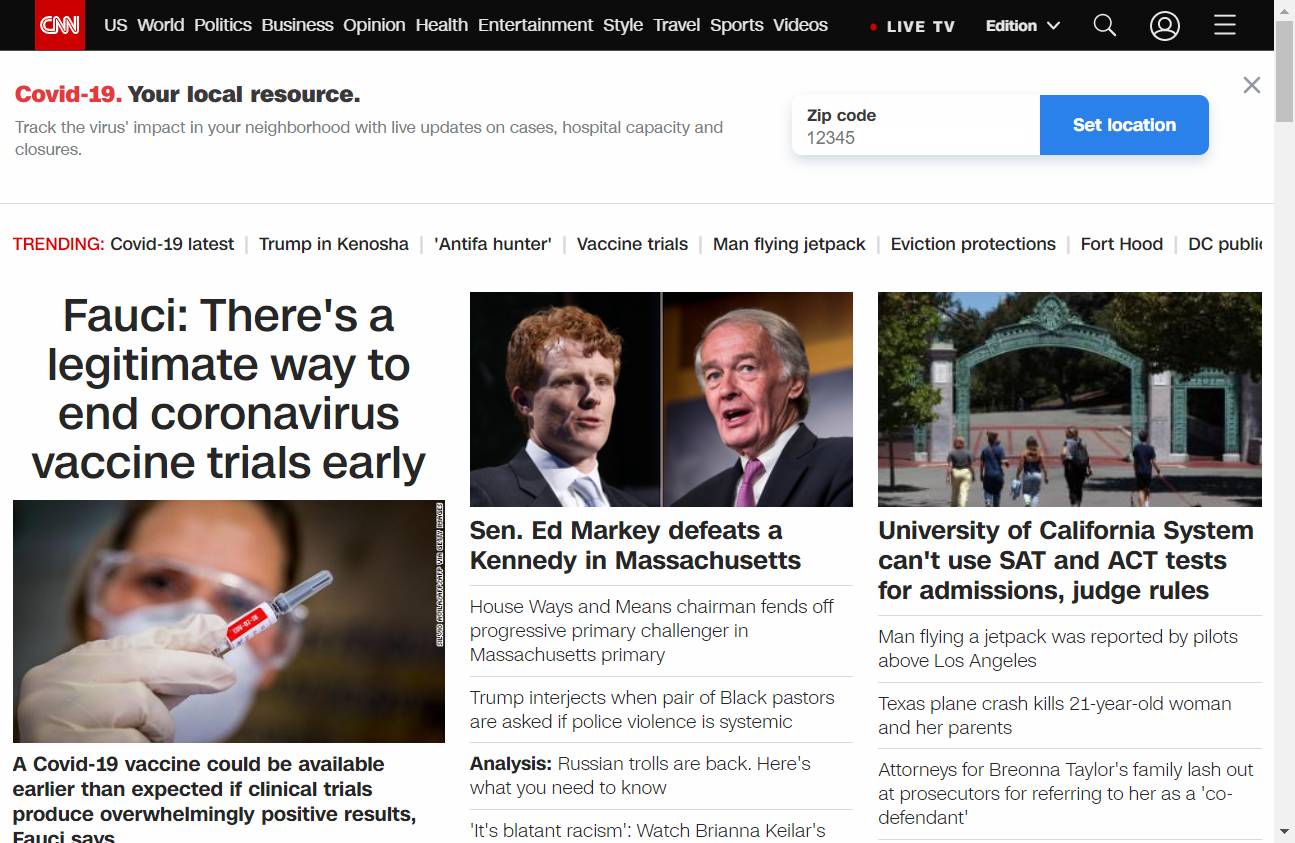 CNN US World Politics Business Opinion Health Entertainment Style Travel Sports Videos LIVE TV Edition
Covid-19. Your local resource.
Track the virus' impact in your neighborhood with live updates on cases, hospital capacity and
closures.
Zip code
12345
Set location
TRENDING: Covid-19 latest | Trump in Kenosha | 'Antifa hunter' | Vaccine trials | Man flying jetpack | Eviction protections | Fort Hood | DC public
Fauci: There's a
legitimate way to
end coronavirus
vaccine trials early
A Covid-19 vaccine could be available
earlier than expected if clinical trials
produce overwhelmingly positive results,
Fauci says
Sen. Ed Markey defeats a
Kennedy in Massachusetts
House Ways and Means chairman fends off
progressive primary challenger in
Massachusetts primary
Trump interjects when pair of Black pastors
are asked if police violence is systemic
Analysis: Russian trolls are back. Here's
what you need to know
'It's blatant racism': Watch Brianna Keilar's
University of California System
can't use SAT and ACT tests
for admissions, judge rules
Man flying a jetpack was reported by pilots
above Los Angeles
Texas plane crash kills 21-year-old woman
and her parents
Attorneys for Breonna Taylor's family lash out
at prosecutors for referring to her as a 'co-
defendant'